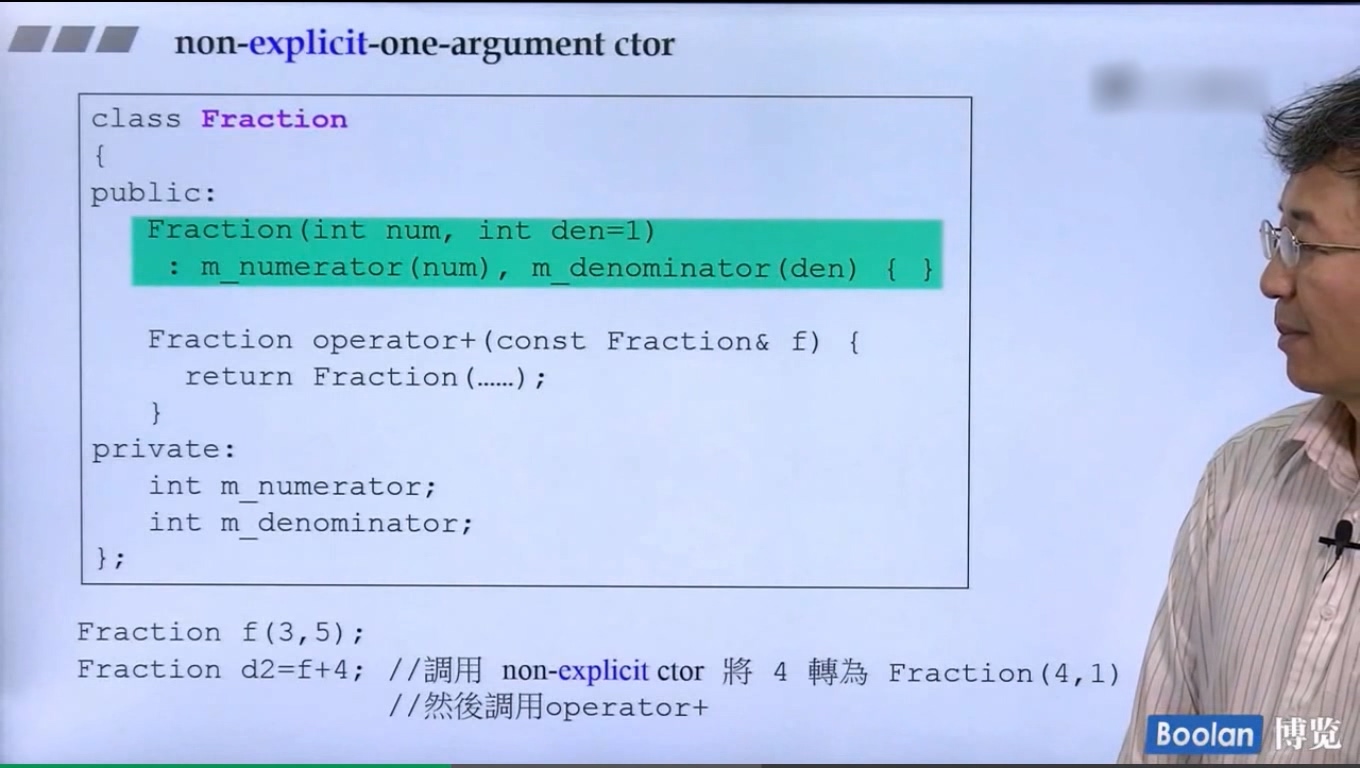 non-explicit-one-argument ctor
class Fraction
{
public:
Fraction(int num, int den=1)
: m_numerator(num), m_denominator(den) { }
Fraction operator+(const Fraction& f) {
return Fraction(……);
}
private:
int m_numerator;
int m_denominator;
};
Fraction f(3,5);
Fraction d2=f+4; //調用 non-explicit ctor 將 4 轉為 Fraction(4,1)
//然後調用operator+
Boolan 博览